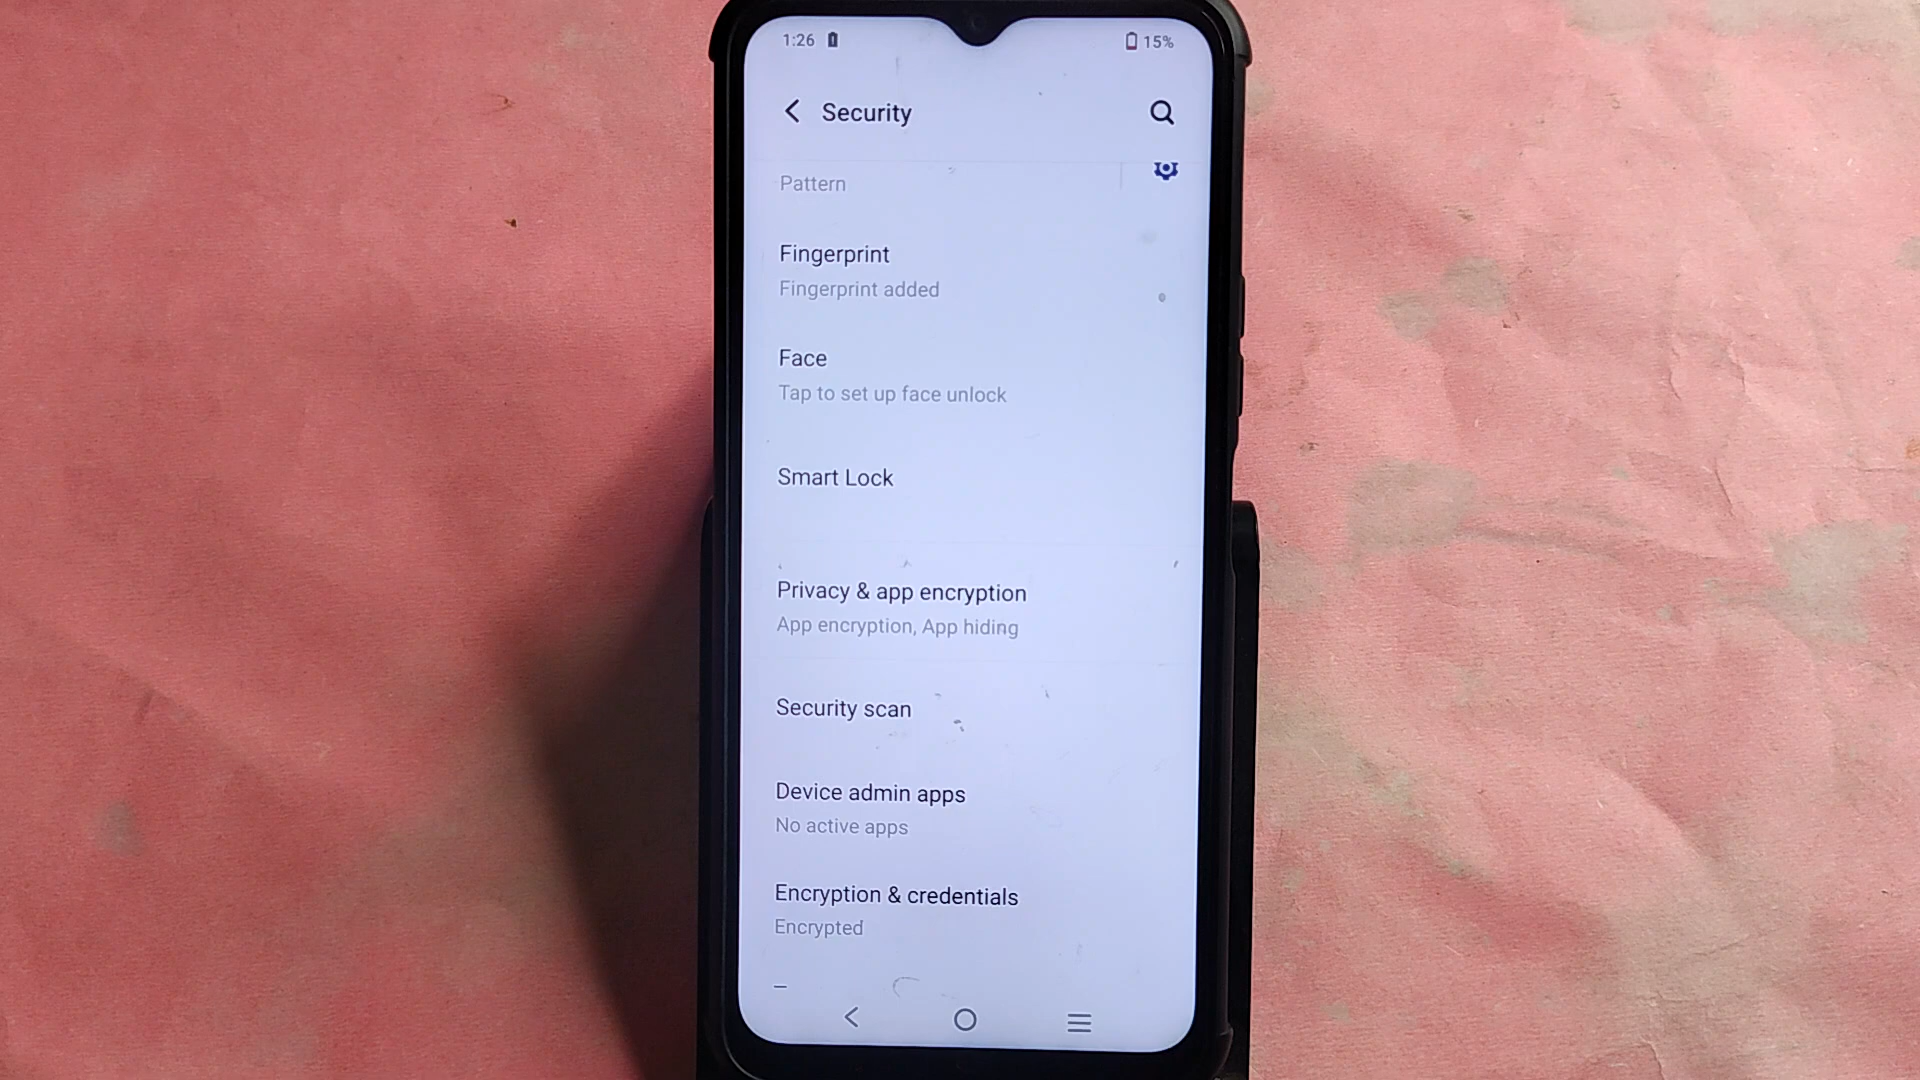 1:26
15%
Security
Pattern
Fingerprint
Fingerprint added
Face
Tap to set up face unlock
Smart Lock
Privacy & app encryption
App encryption, App hiding
Security scan
Device admin apps
No active apps
Encryption & credentials
Encrypted